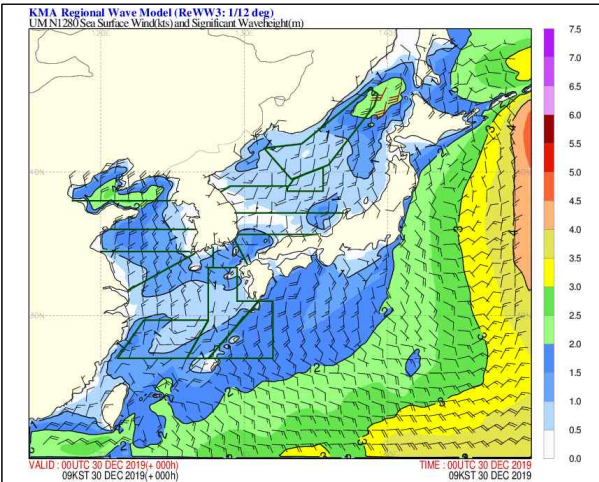 KMA Regional Wave Model (ReWW3: 1/12 deg)
UM N1280 Sea Surface Wind(kts) and Significant Waveheight(m)
7.5
7.0
6.5
6.0
5.5
5.0
4.5
4.0
3.5
3.0
2.5
2.0
1.5
1.0
0.5
0.0
VALID : 00UTC 30 DEC 2019(+000h)
09KST 30 DEC 2019(+000h)
TIME : 00UTC 30 DEC 2019
09KST 30 DEC 2019